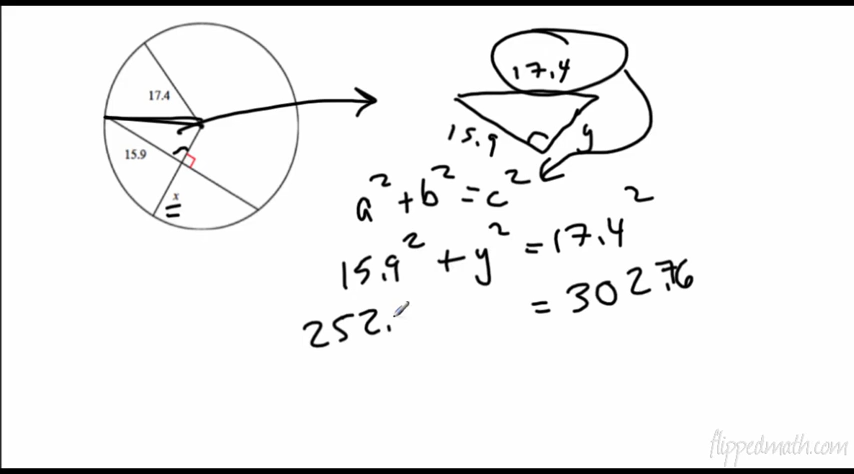 17.4
15.9
x
17.4
15.9
y
a² + b² = c²
15.9² + y² = 17.4²
252. = 302.76
flippedmath.com